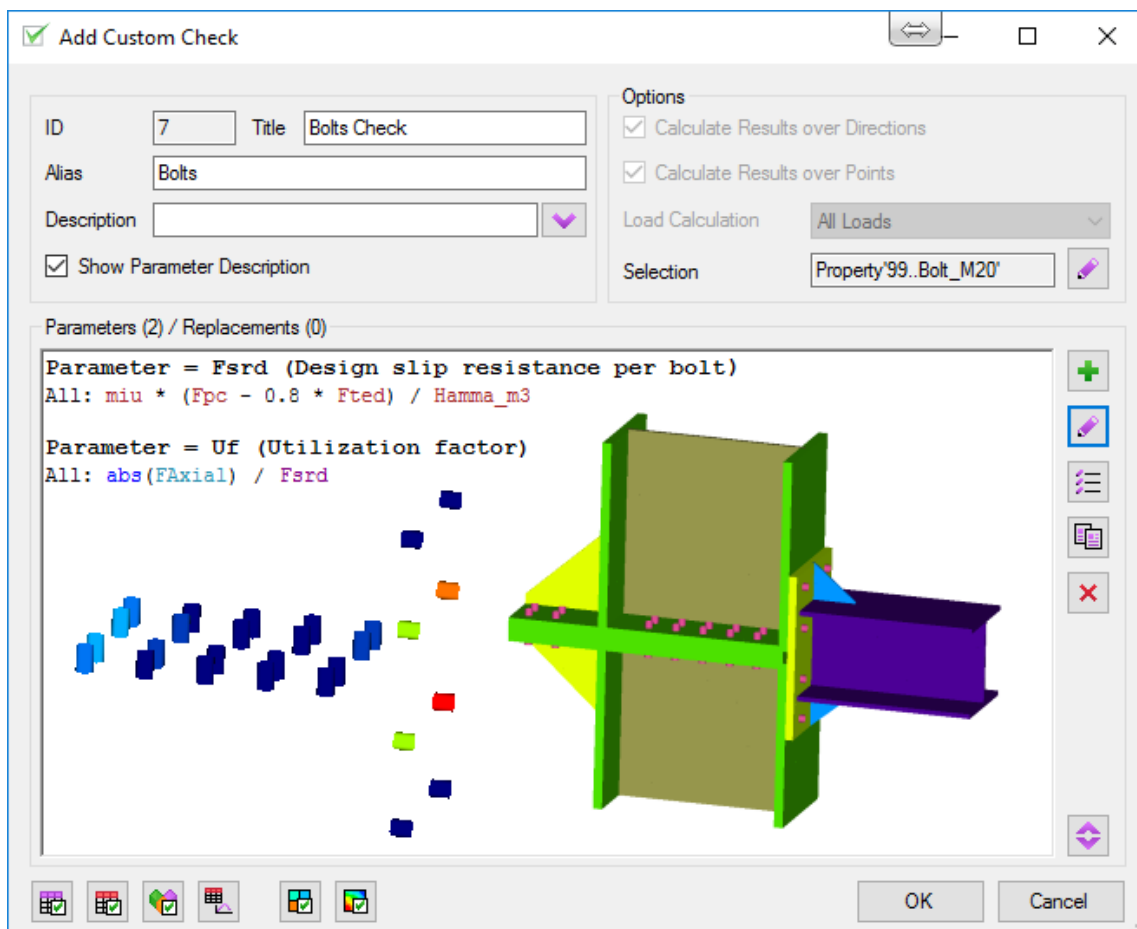 Add Custom Check
ID 7 Title Bolts Check
Alias Bolts
Description
Show Parameter Description
Options
Calculate Results over Directions
Calculate Results over Points
Load Calculation All Loads
Selection Property'99..Bolt_M20'
Parameters (2) / Replacements (0)
Parameter = Fsrd (Design slip resistance per bolt)
All: miu * (Fpc - 0.8 * Fted) / Hamma_m3
Parameter = Uf (Utilization factor)
All: abs(FAxial) / Fsrd
OK Cancel